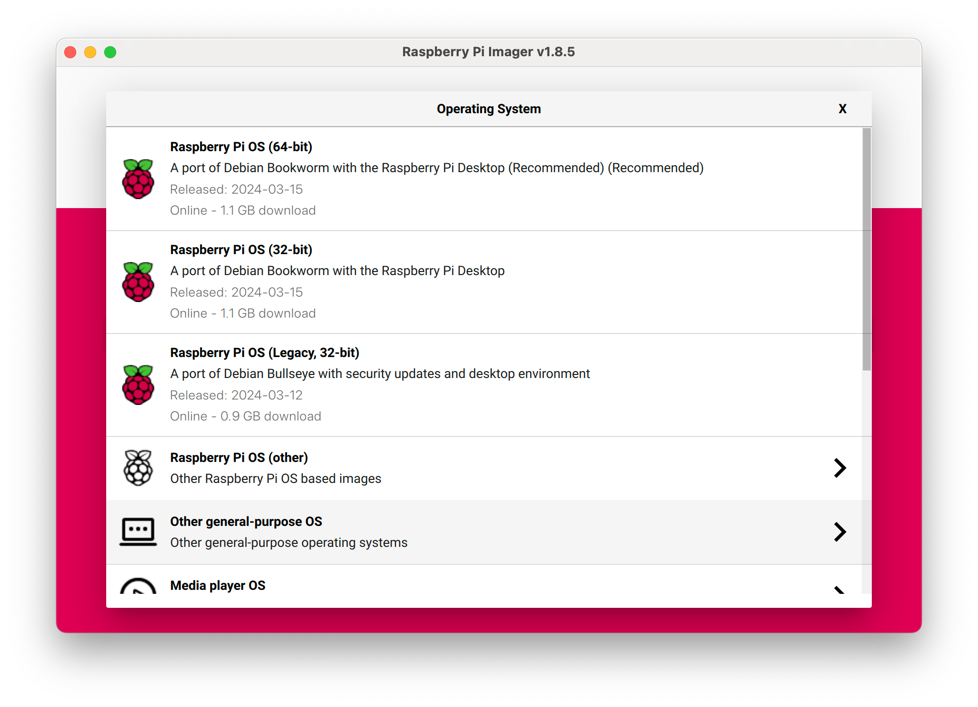 Raspberry Pi Imager v1.8.5
Operating System
X
Raspberry Pi OS (64-bit)
A port of Debian Bookworm with the Raspberry Pi Desktop (Recommended) (Recommended)
Released: 2024-03-15
Online - 1.1 GB download
Raspberry Pi OS (32-bit)
A port of Debian Bookworm with the Raspberry Pi Desktop
Released: 2024-03-15
Online - 1.1 GB download
Raspberry Pi OS (Legacy, 32-bit)
A port of Debian Bullseye with security updates and desktop environment
Released: 2024-03-12
Online - 0.9 GB download
Raspberry Pi OS (other)
Other Raspberry Pi OS based images
Other general-purpose OS
Other general-purpose operating systems
Media player OS